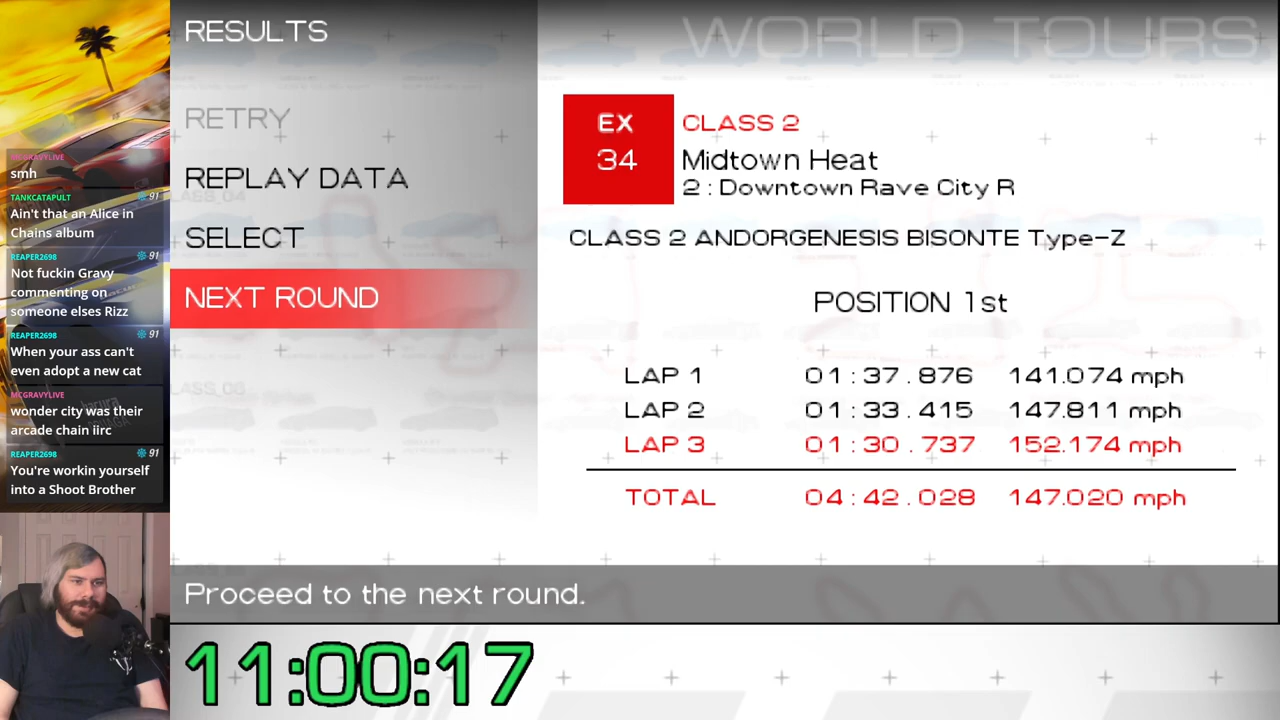 RESULTS
WORLD TOURS
RETRY
REPLAY DATA
SELECT
NEXT ROUND
EX
34
CLASS 2
Midtown Heat
2 : Downtown Rave City R
CLASS 2 ANDORGENESIS BISONTE Type-Z
POSITION 1st
LAP 1 01:37.876 141.074 mph
LAP 2 01:33.415 147.811 mph
LAP 3 01:30.737 152.174 mph
TOTAL 04:42.028 147.020 mph
Proceed to the next round.
11:00:17
MCGRAVYLIVE
smh
TANKCATAPULT 91
Ain't that an Alice in
Chains album
REAPER2698 91
Not fuckin Gravy
commenting on
someone elses Rizz
REAPER2698 91
When your ass can't
even adopt a new cat
MCGRAVYLIVE
wonder city was their
arcade chain iirc
REAPER2698 91
You're workin yourself
into a Shoot Brother